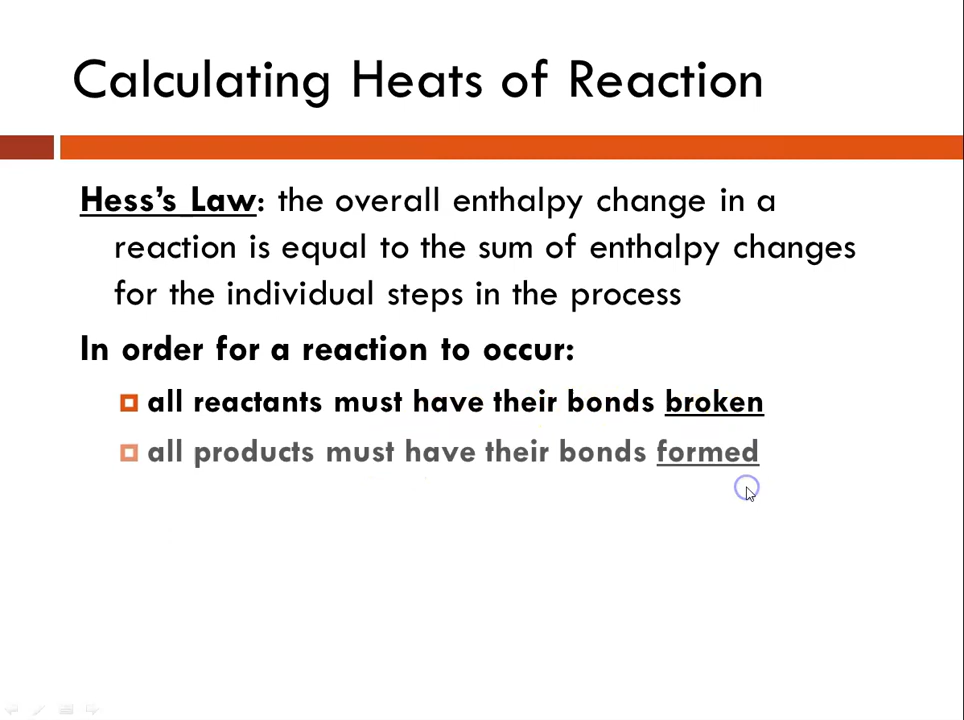 Calculating Heats of Reaction
Hess’s Law: the overall enthalpy change in a
reaction is equal to the sum of enthalpy changes
for the individual steps in the process
In order for a reaction to occur:
all reactants must have their bonds broken
all products must have their bonds formed